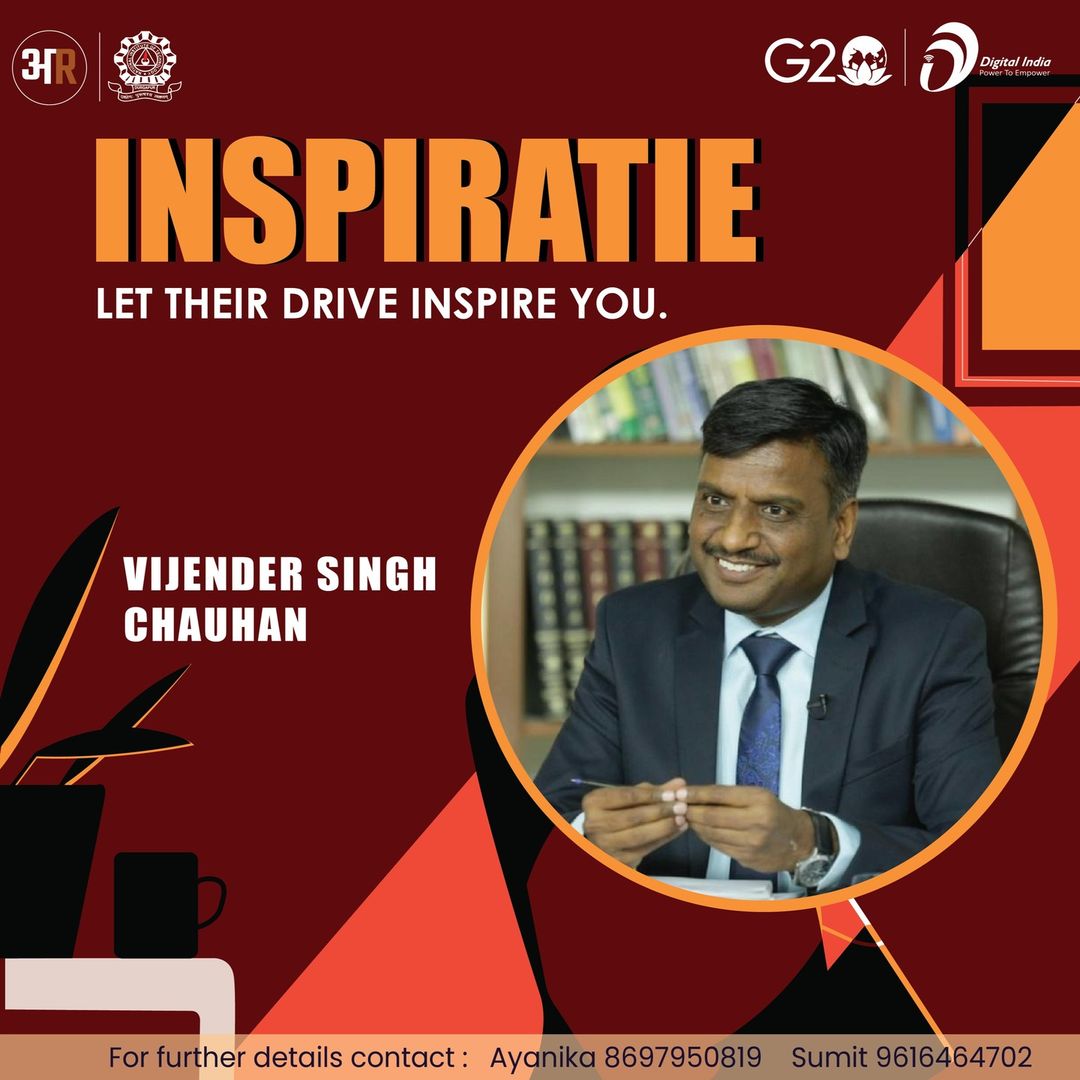 अR
G20
Digital India
Power To Empower
INSPIRATIE
LET THEIR DRIVE INSPIRE YOU.
VIJENDER SINGH
CHAUHAN
For further details contact : Ayanika 8697950819 Sumit 9616464702